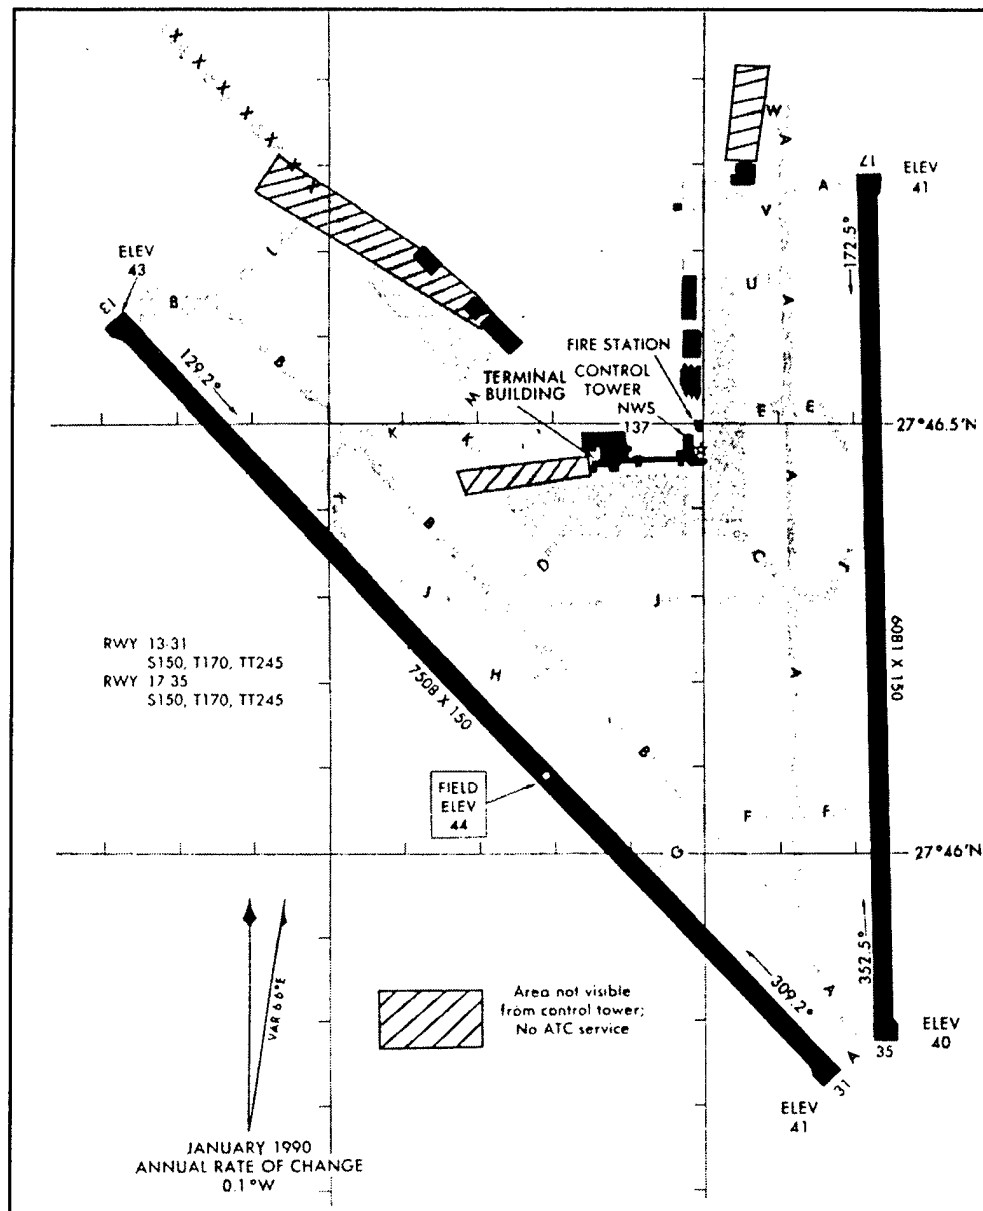 X
X
X
X
X
X
X
W
A
17
ELEV
41
A
V
172.5°
L
ELEV
43
13
B
U
A
129.2°
B
FIRE STATION
CONTROL
TOWER
TERMINAL
BUILDING
NWS
137
M
E
E
27°46.5'N
K
K
A
K
B
D
C
J
J
J
RWY 13-31
S150, T170, TT245
RWY 17 35
S150, T170, TT245
H
7508 X 150
A
6081 X 150
B
FIELD
ELEV
44
F
F
G
27°46'N
VAR 6.6°E
309.2°
352.5°
A
Area not visible
from control tower;
No ATC service
ELEV
40
35
A
31
ELEV
41
JANUARY 1990
ANNUAL RATE OF CHANGE
0.1°W